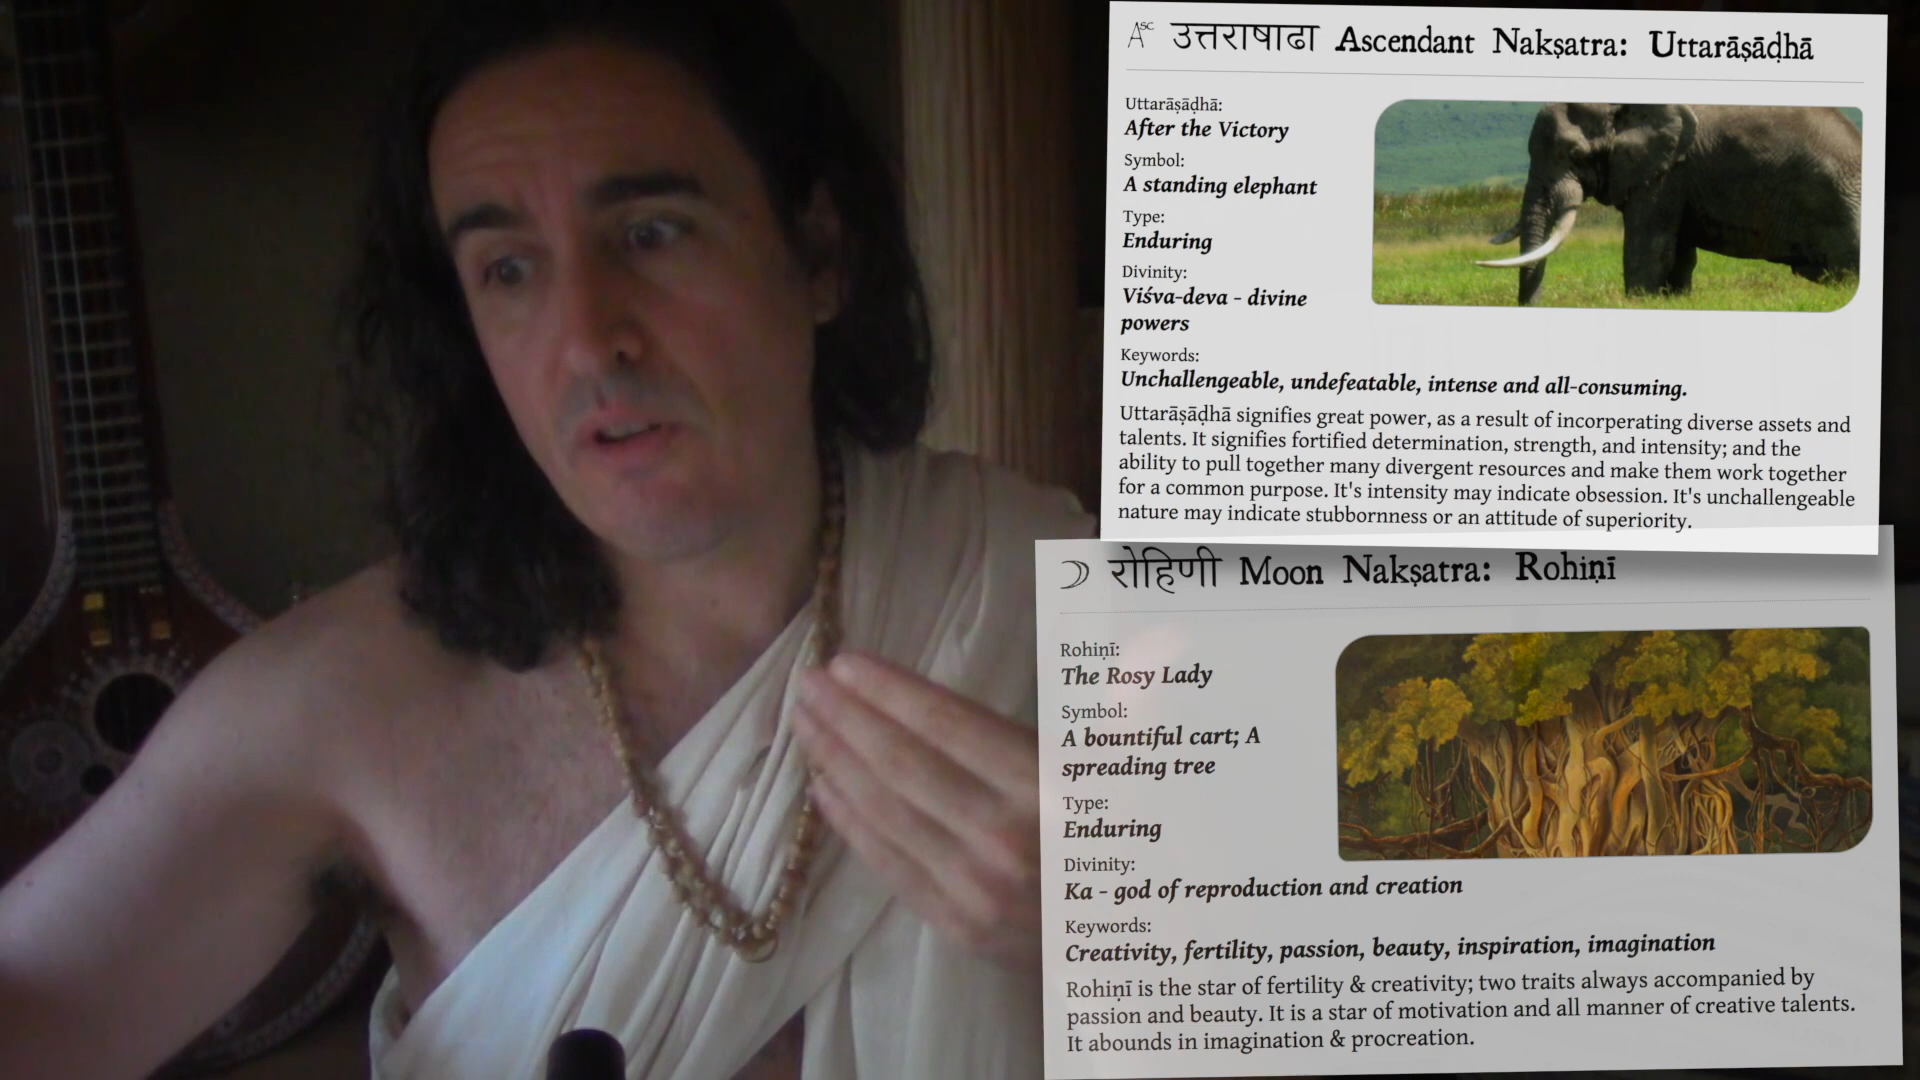 Asc उत्तराषाढा Ascendant Nakṣatra: Uttarāṣāḍhā
Uttarāṣāḍhā:
After the Victory
Symbol:
A standing elephant
Type:
Enduring
Divinity:
Viśva-deva - divine
powers
Keywords:
Unchallengeable, undefeatable, intense and all-consuming.
Uttarāṣāḍhā signifies great power, as a result of incorperating diverse assets and
talents. It signifies fortified determination, strength, and intensity; and the
ability to pull together many divergent resources and make them work together
for a common purpose. It's intensity may indicate obsession. It's unchallengeable
nature may indicate stubbornness or an attitude of superiority.
रोहिणी Moon Nakṣatra: Rohiṇī
Rohiṇī:
The Rosy Lady
Symbol:
A bountiful cart; A
spreading tree
Type:
Enduring
Divinity:
Ka - god of reproduction and creation
Keywords:
Creativity, fertility, passion, beauty, inspiration, imagination
Rohiṇī is the star of fertility & creativity; two traits always accompanied by
passion and beauty. It is a star of motivation and all manner of creative talents.
It abounds in imagination & procreation.